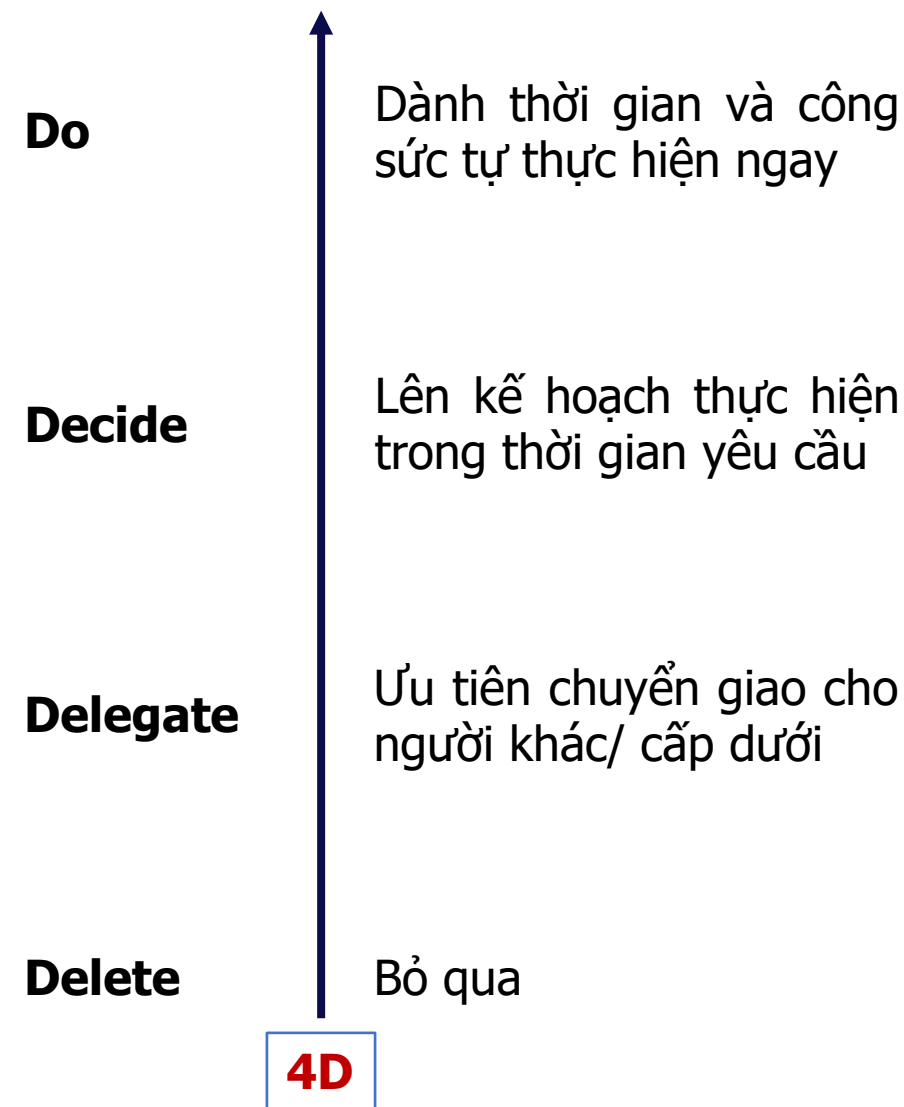 Do
Dành thời gian và công
sức tự thực hiện ngay
Decide
Lên kế hoạch thực hiện
trong thời gian yêu cầu
Delegate
Ưu tiên chuyển giao cho
người khác/ cấp dưới
Delete
Bỏ qua
4D